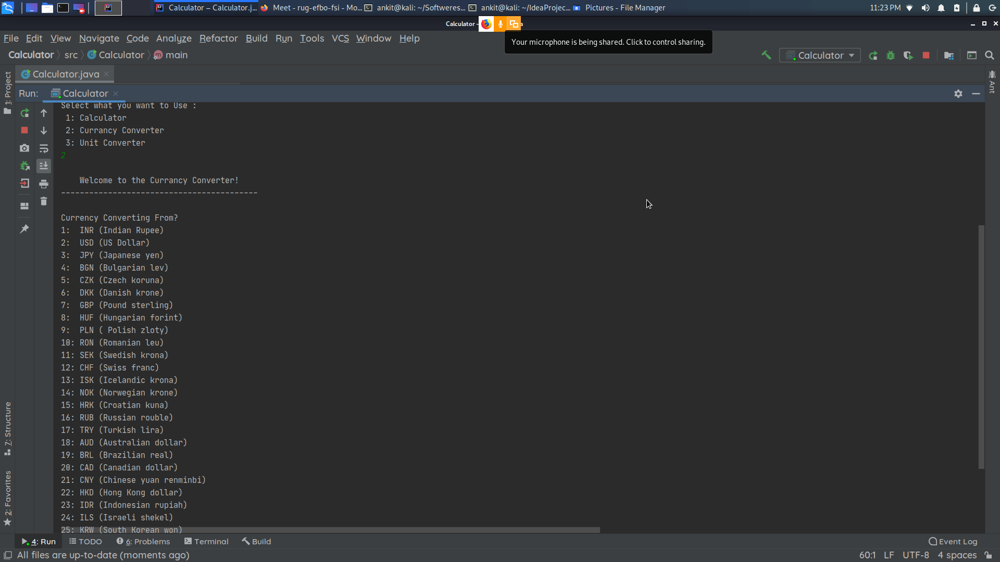 Calculator – Calculator.j...
Meet - rug-efbo-fsi - Mo...
ankit@kali: ~/Softweres...
ankit@kali: ~/IdeaProjec...
Pictures - File Manager
11:23 PM
Calculator -
a
File Edit View Navigate Code Analyze Refactor Build Run Tools VCS Window Help
Your microphone is being shared. Click to control sharing.
Calculator src Calculator main
Calculator
Calculator.java
1: Project
Ant
Run: Calculator
Select what you want to Use :
1: Calculator
2: Currancy Converter
3: Unit Converter
2
Welcome to the Currancy Converter!
------------------------------------------
Currency Converting From?
1: INR (Indian Rupee)
2: USD (US Dollar)
3: JPY (Japanese yen)
4: BGN (Bulgarian lev)
5: CZK (Czech koruna)
6: DKK (Danish krone)
7: GBP (Pound sterling)
8: HUF (Hungarian forint)
9: PLN ( Polish zloty)
10: RON (Romanian leu)
11: SEK (Swedish krona)
12: CHF (Swiss franc)
13: ISK (Icelandic krona)
14: NOK (Norwegian krone)
15: HRK (Croatian kuna)
16: RUB (Russian rouble)
17: TRY (Turkish lira)
18: AUD (Australian dollar)
19: BRL (Brazilian real)
20: CAD (Canadian dollar)
21: CNY (Chinese yuan renminbi)
22: HKD (Hong Kong dollar)
23: IDR (Indonesian rupiah)
24: ILS (Israeli shekel)
25: KRW (South Korean won)
7: Structure
2: Favorites
4: Run TODO 6: Problems Terminal Build Event Log
All files are up-to-date (moments ago) 60:1 LF UTF-8 4 spaces